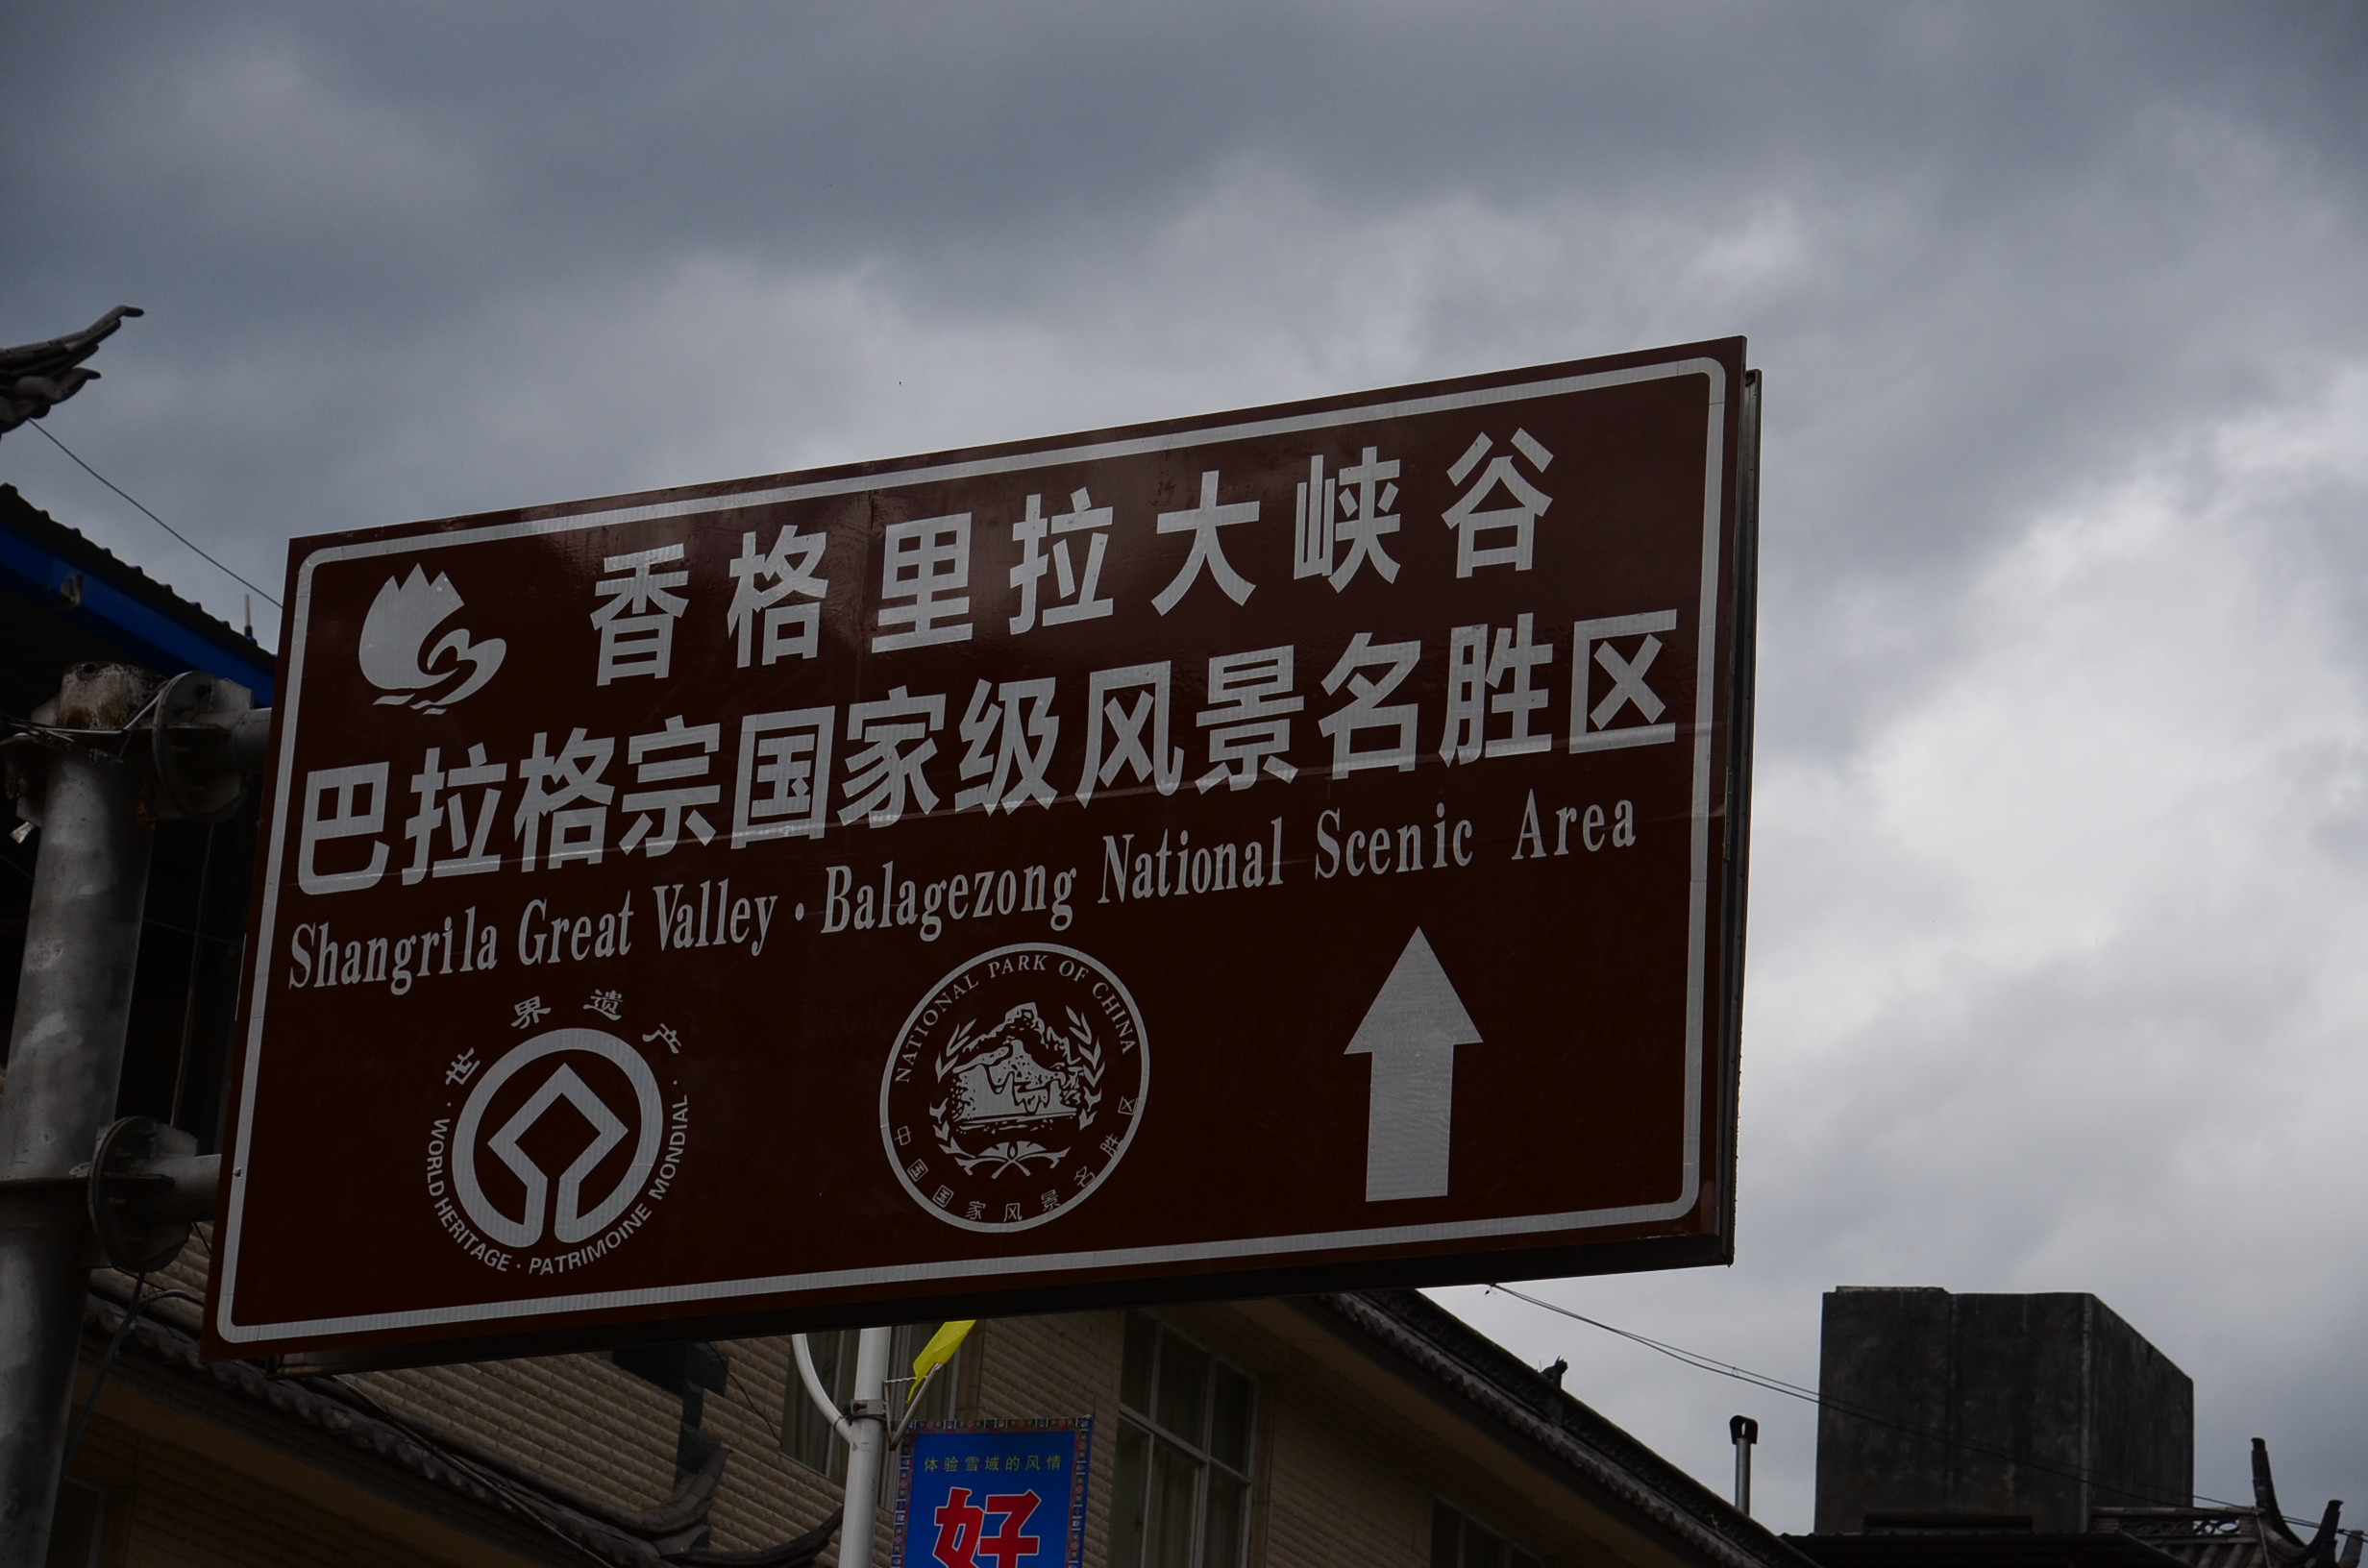 香格里拉大峡谷
巴拉格宗国家级风景名胜区
Shangrila Great Valley · Balagezong National Scenic Area
世界遗产
· WORLD HERITAGE · PATRIMOINE MONDIAL ·
NATIONAL PARK OF CHINA
中国国家风景名胜区
体验雪域的风情
好